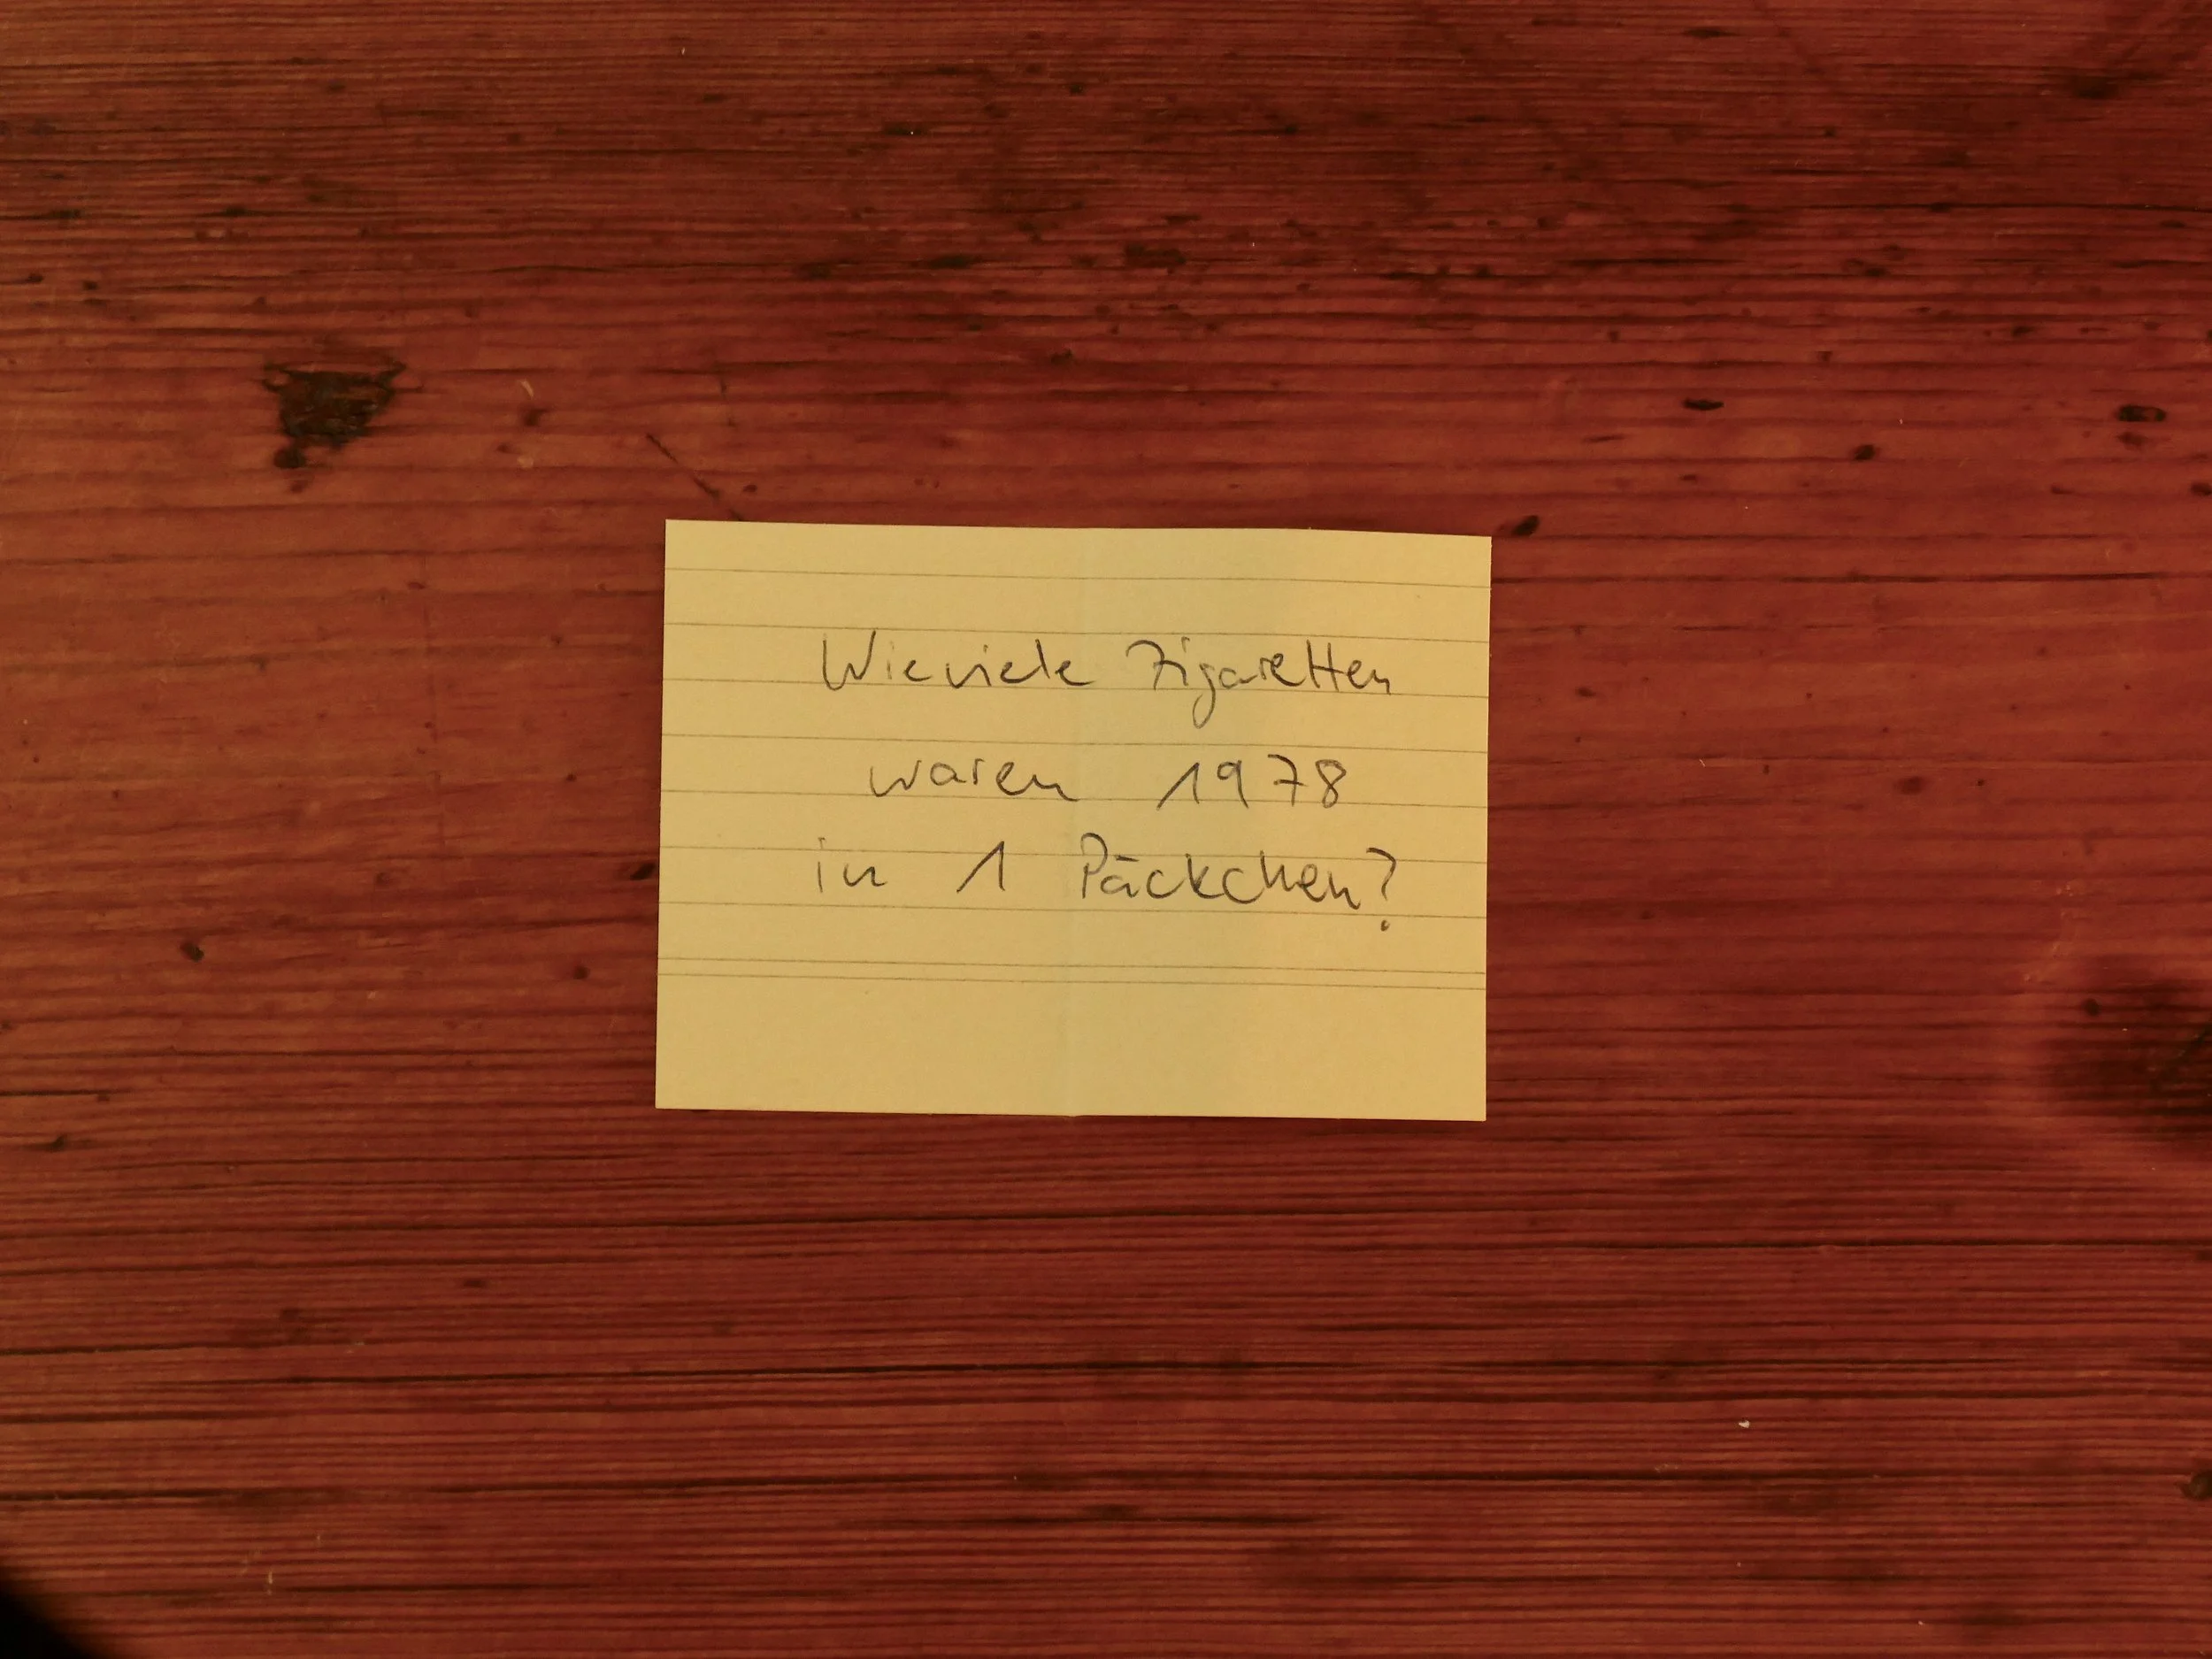 Wieviele Zigaretten
waren 1978
in 1 Päckchen?